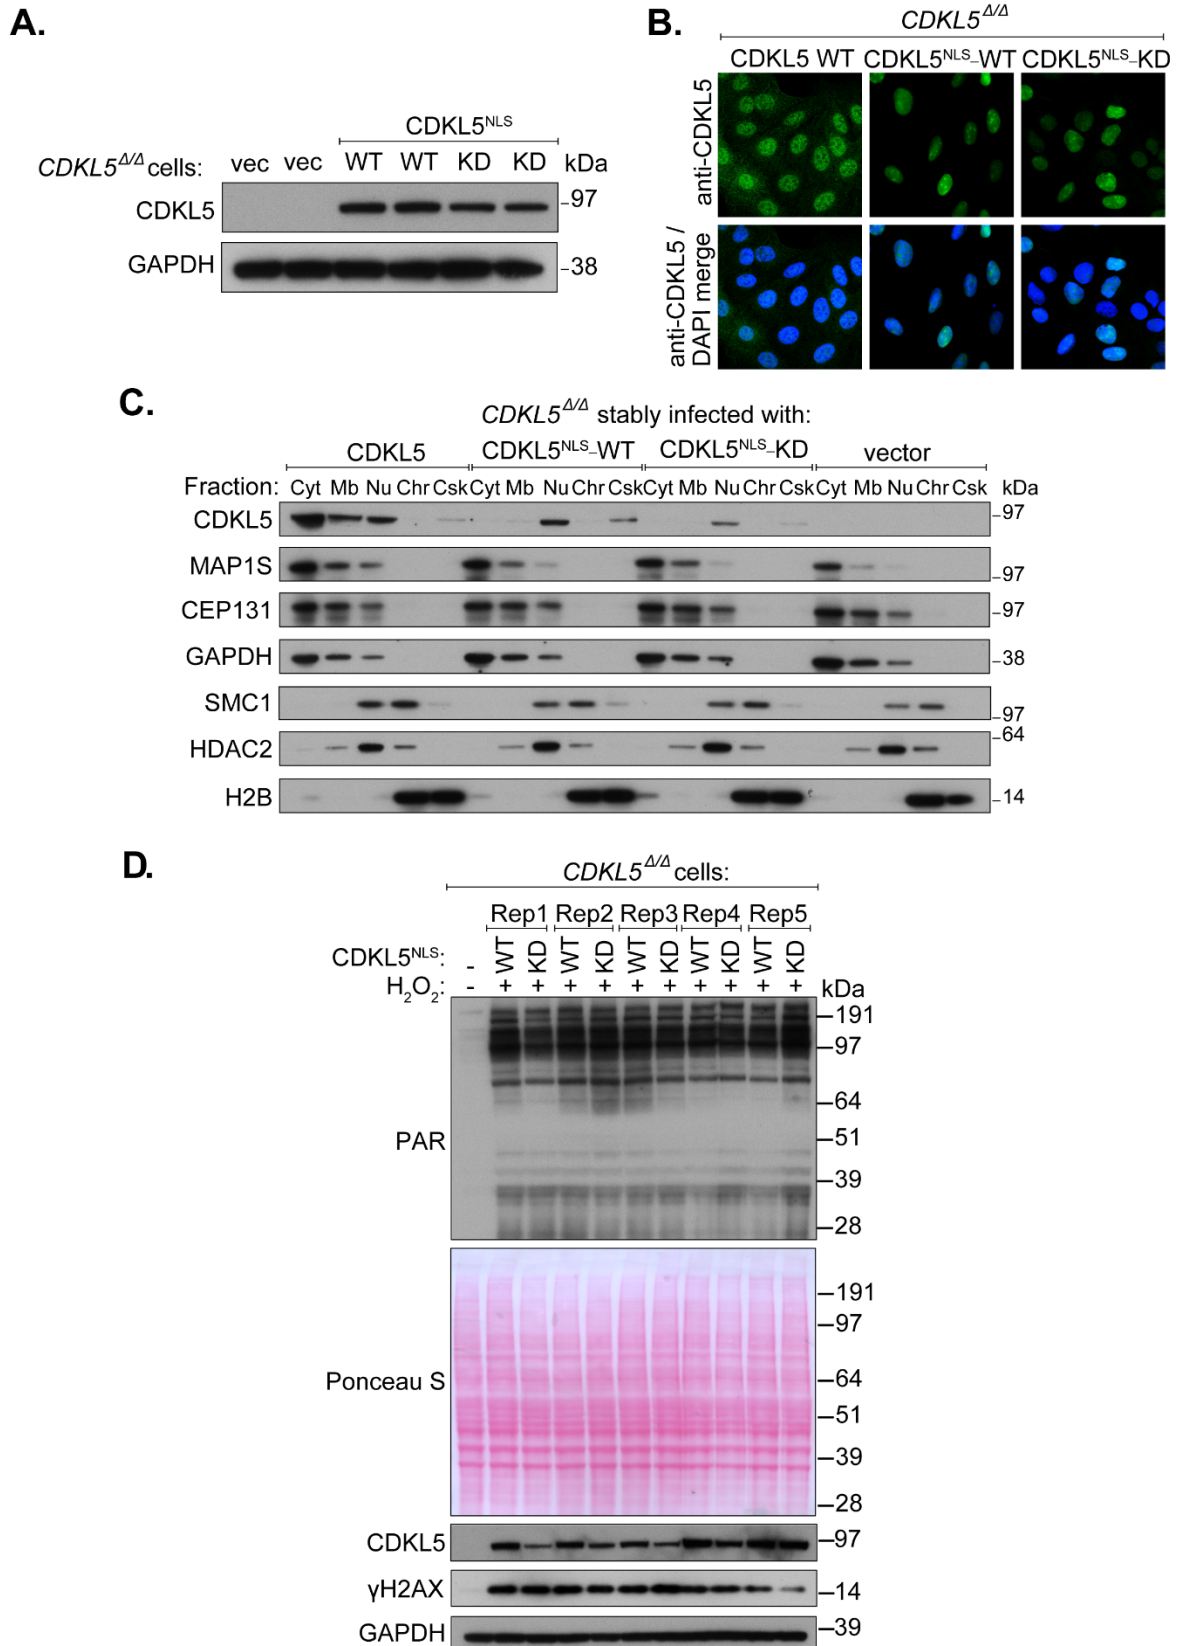 A.
CDKL5NLS
CDKL5Δ/Δ cells: vec vec WT WT KD KD kDa
CDKL5 –97
GAPDH –38
B.
CDKL5Δ/Δ
CDKL5 WT CDKL5NLS–WT CDKL5NLS–KD
anti-CDKL5
anti-CDKL5 /
DAPI merge
C.
CDKL5Δ/Δ stably infected with:
CDKL5 CDKL5NLS–WT CDKL5NLS–KD vector
Fraction: Cyt Mb Nu Chr Csk Cyt Mb Nu Chr Csk Cyt Mb Nu Chr Csk Cyt Mb Nu Chr Csk kDa
CDKL5 –97
MAP1S –97
CEP131 –97
GAPDH –38
SMC1 –97
HDAC2 –64
H2B –14
D.
CDKL5Δ/Δ cells:
Rep1 Rep2 Rep3 Rep4 Rep5
CDKL5NLS: - WT KD WT KD WT KD WT KD WT KD
H2O2: - + + + + + + + + + + kDa
–191
–97
–64
PAR –51
–39
–28
–191
–97
Ponceau S –64
–51
–39
–28
CDKL5 –97
γH2AX –14
GAPDH –39